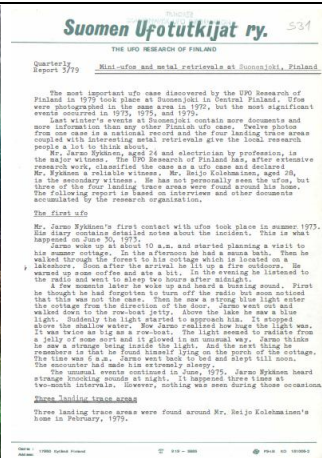 531
Suomen Ufotutkijat ry.
THE UFO RESEARCH OF FINLAND
Quarterly
Report 3/79
Mini-ufos and metal retrievals at Suonenjoki, Finland
The most important ufo case discovered by the UFO Research of
Finland in 1979 took place at Suonenjoki in Central Finland. Ufos
were photographed in the same area in 1972, but the most significant
events occurred in 1973, 1975, and 1979.
Last winter's events at Suonenjoki contain more documents and
more information than any other Finnish ufo case. Twelve photos
from one case is a national record and the four landing trace areas
coupled with interesting metal retrievals give the local research
people a lot to think about.
Mr. Jarmo Nykänen, aged 24 and electrician by profession, is
the major witness. The UFO Research of Finland has, after extensive
research work, classified the case as a ufo case and declared
Mr. Nykänen a reliable witness. Mr. Reijo Kolehmainen, aged 28,
is the secondary witness. He has not personally seen the ufos, but
three of the four landing trace areas were found around his home.
The following report is based on interviews and other documents
accumulated by the research organisation.
The first ufo
Mr. Jarmo Nykänen's first contact with ufos took place in summer 1973.
His diary contains detailed notes about the incident. This is what
happened on June 30, 1973.
Jarmo woke up at about 10 a.m. and started planning a visit to
his summer cottage. In the afternoon he had a sauna bath. Then he
walked through the forest to his cottage which is located on a
lakeshore. Soon after the arrival he lit up a fire outdoors. He
warmed up some coffee and ate a bit. In the evening he listened to
the radio and went to sleep hours after midnight.
A few moments later he woke up and heard a buzzing sound. First
he thought he had forgotten to turn off the radio but soon noticed
that this was not the case. Then he saw a strong blue light enter
the cottage from the direction of the door. Jarmo went out and
walked down to the row-boat jetty. Above the lake he saw a blue
light. Suddenly the light started to approach him. It stopped
above the shallow water. Now Jarmo realized how huge the light was.
It was twice as big as a row-boat. The light seemed to radiate from
a jelly of some sort and it glowed in an unusual way. Jarmo thinks
he saw a strange being inside the light. And the next thing he
remembers is that he found himself lying on the porch of the cottage.
The time was 6 a.m. Jarmo went back to bed and slept till noon.
The encounter had made him extremely sleepy.
The unusual events continued in June, 1975. Jarmo Nykänen heard
strange knocking sounds at night. It happened three times at
two-month intervals. However, nothing was seen during those occasions
Three landing trace areas
Three landing trace areas were found around Mr. Reijo Kolehmainen's
home in February, 1979.